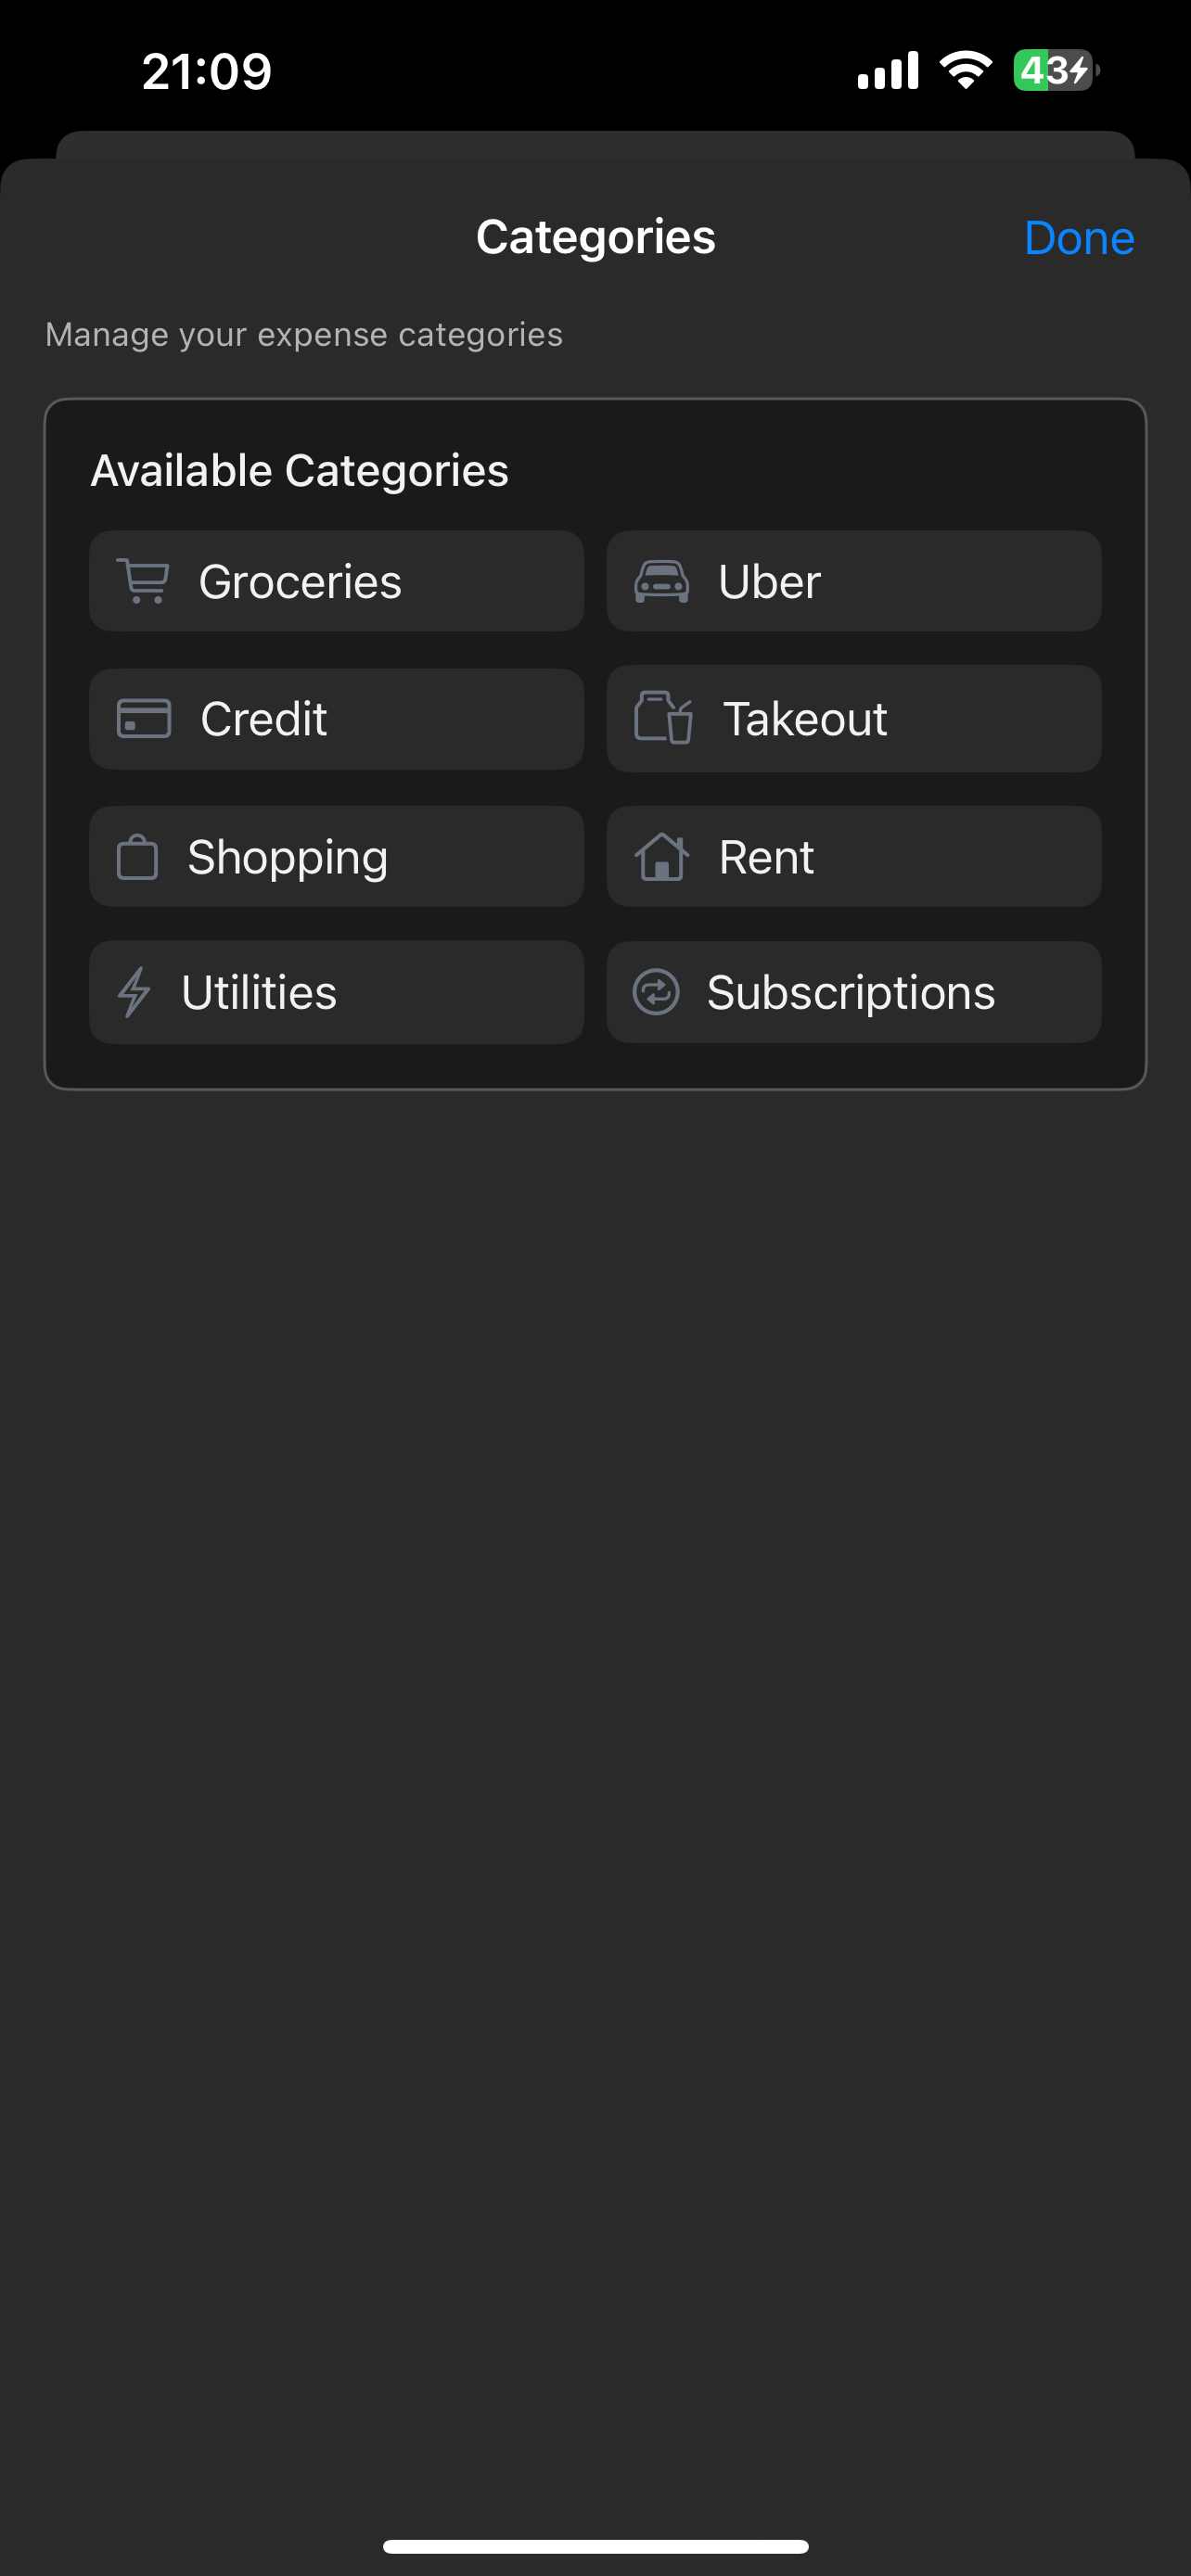 21:09
43
Categories
Done
Manage your expense categories
Available Categories
Groceries
Uber
Credit
Takeout
Shopping
Rent
Utilities
Subscriptions